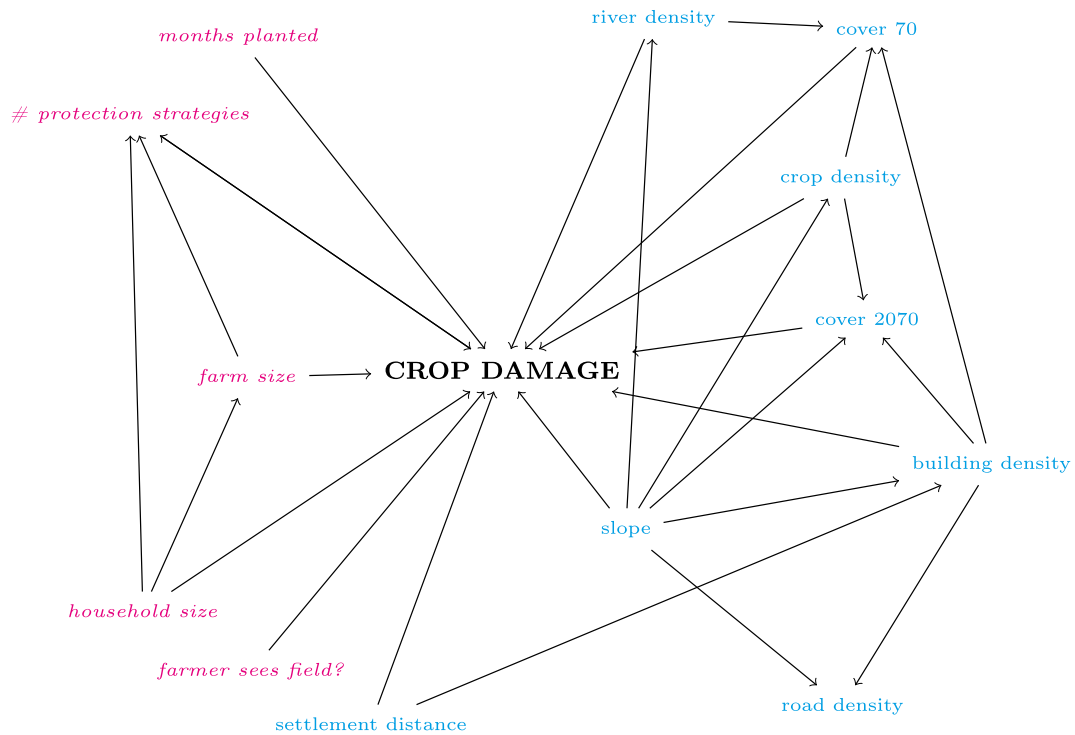 river density
cover 70
months planted
# protection strategies
crop density
cover 2070
CROP DAMAGE
farm size
building density
slope
household size
farmer sees field?
road density
settlement distance